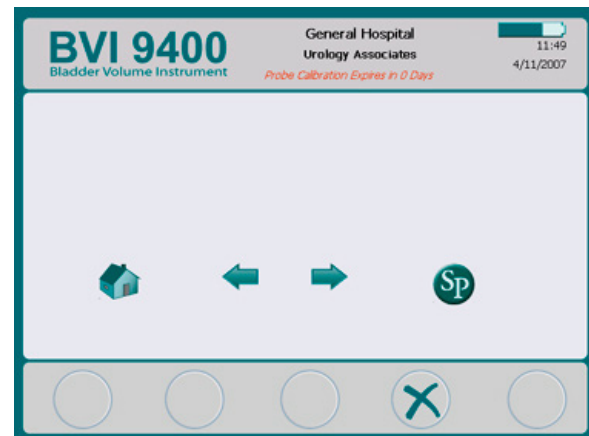 BVI 9400
Bladder Volume Instrument
General Hospital
Urology Associates
Probe Calibration Expires in 0 Days
11:49
4/11/2007
SP